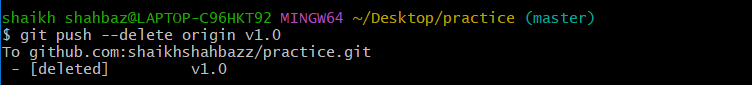 shaikh shahbaz@LAPTOP-C96HKT92 MINGW64 ~/Desktop/practice (master)
$ git push --delete origin v1.0
To github.com:shaikhshahbazz/practice.git
 - [deleted]         v1.0